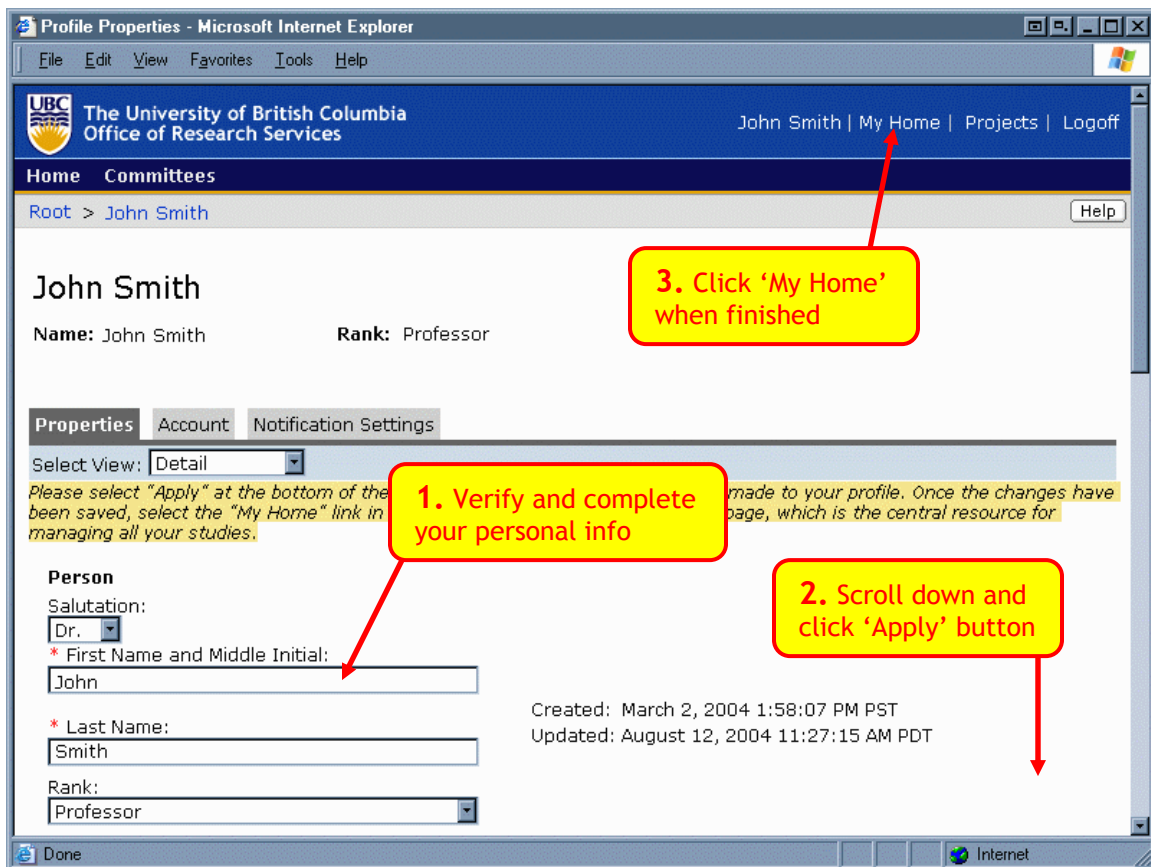 Profile Properties - Microsoft Internet Explorer
File Edit View Favorites Tools Help
UBC
The University of British Columbia
Office of Research Services
John Smith | My Home | Projects | Logoff
Home Committees
Root > John Smith
Help
John Smith
3. Click ‘My Home’
when finished
Name: John Smith Rank: Professor
Properties Account Notification Settings
Select View: Detail
Please select "Apply" at the bottom of the made to your profile. Once the changes have
been saved, select the "My Home" link in page, which is the central resource for
managing all your studies.
1. Verify and complete
your personal info
Person
Salutation:
Dr.
2. Scroll down and
click ‘Apply’ button
* First Name and Middle Initial:
John
* Last Name:
Smith
Created: March 2, 2004 1:58:07 PM PST
Updated: August 12, 2004 11:27:15 AM PDT
Rank:
Professor
Done
Internet